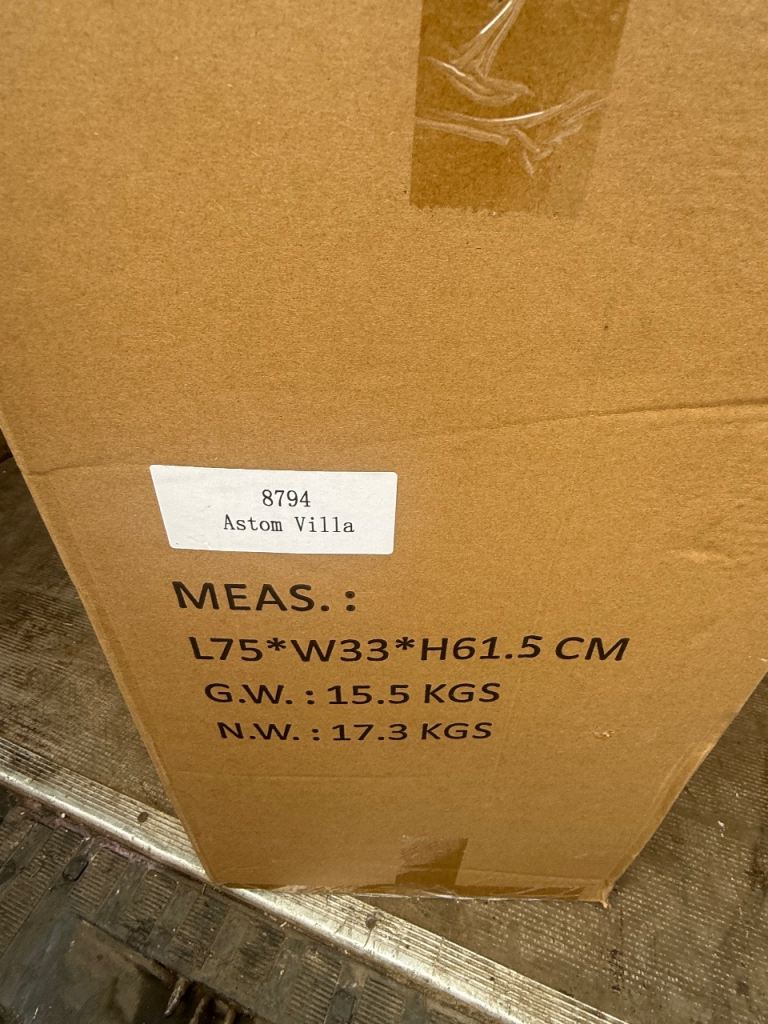 8794
Astom Villa
MEAS. :
L75*W33*H61.5 CM
G.W. : 15.5 KGS
N.W. : 17.3 KGS